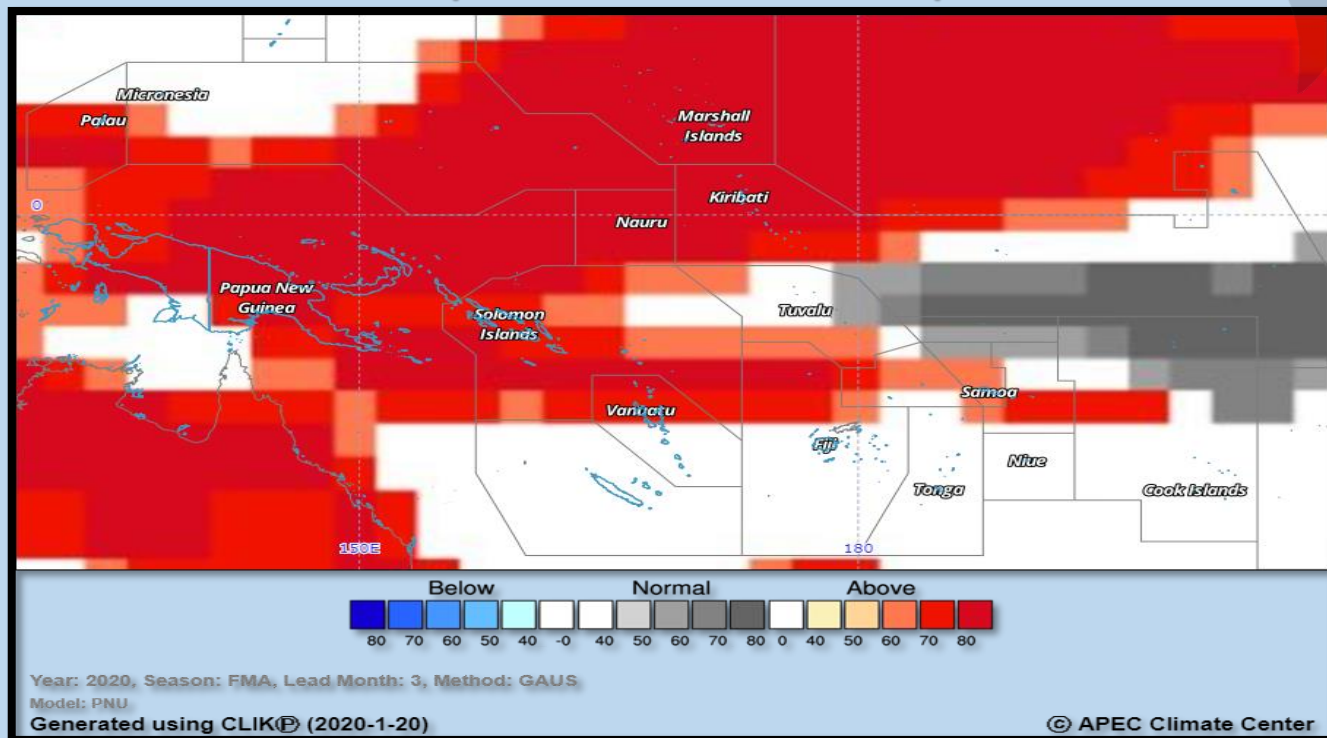 Micronesia
Palau
Marshall
Islands
Kiribati
0
Nauru
Papua New
Guinea
Solomon
Islands
Tuvalu
Samoa
Vanuatu
Fiji
Niue
Tonga
Cook Islands
150E
180
Below Normal Above
80 70 60 50 40 -0 40 50 60 70 80 0 40 50 60 70 80
Year: 2020, Season: FMA, Lead Month: 3, Method: GAUS
Model: PNU
Generated using CLIKⓅ (2020-1-20)
© APEC Climate Center